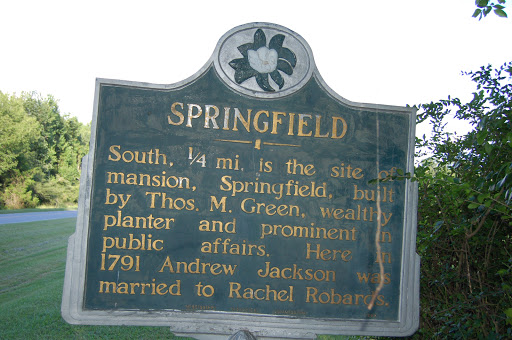 SPRINGFIELD
South, 1/4 mi. is the site of
mansion, Springfield, built
by Thos. M. Green, wealthy
planter and prominent in
public affairs. Here in
1791 Andrew Jackson was
married to Rachel Robards.